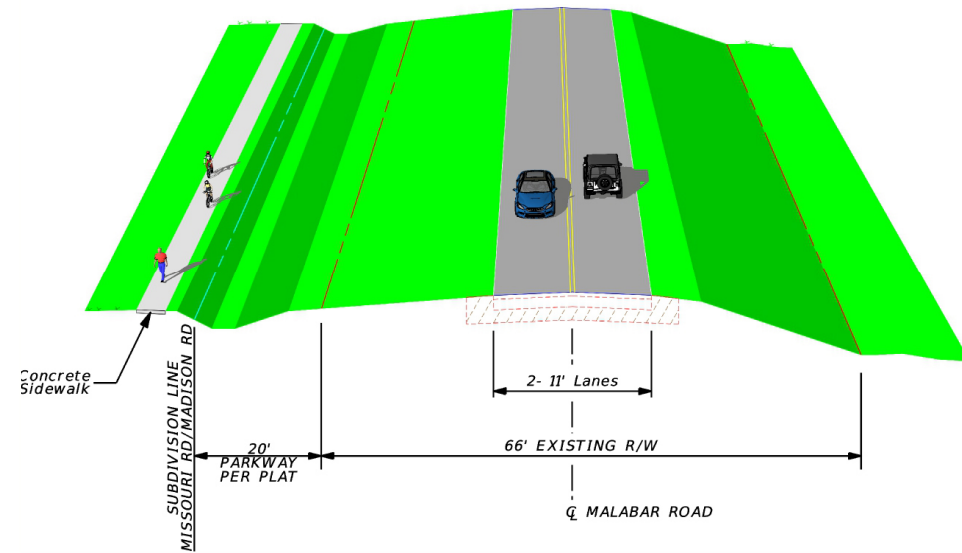 Concrete
Sidewalk
SUBDIVISION LINE
MISSOURI RD/MADISON RD
20'
PARKWAY
PER PLAT
2- 11' Lanes
66' EXISTING R/W
℄ MALABAR ROAD